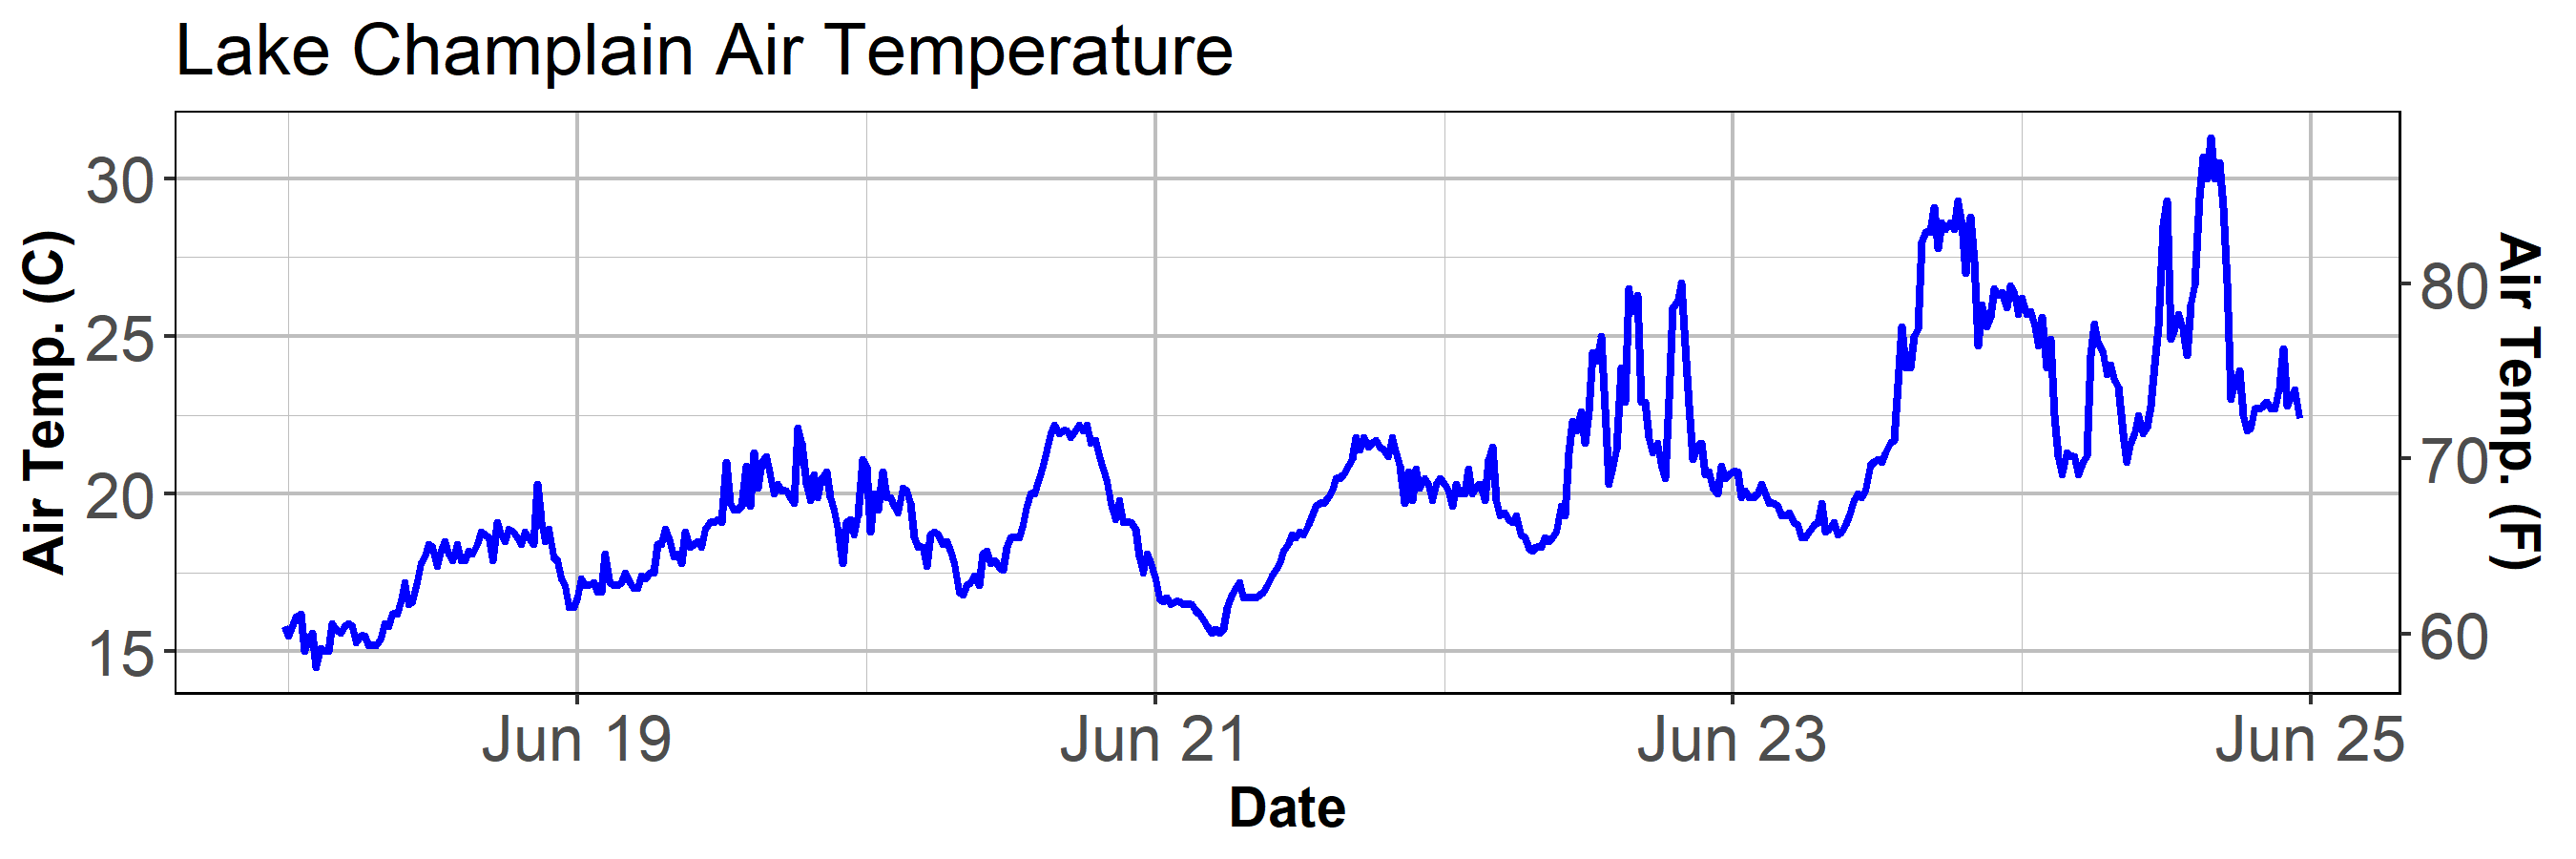 Lake Champlain Air Temperature
Air Temp. (C)
30
25
20
15
80
70
60
Air Temp. (F)
Jun 19
Jun 21
Jun 23
Jun 25
Date